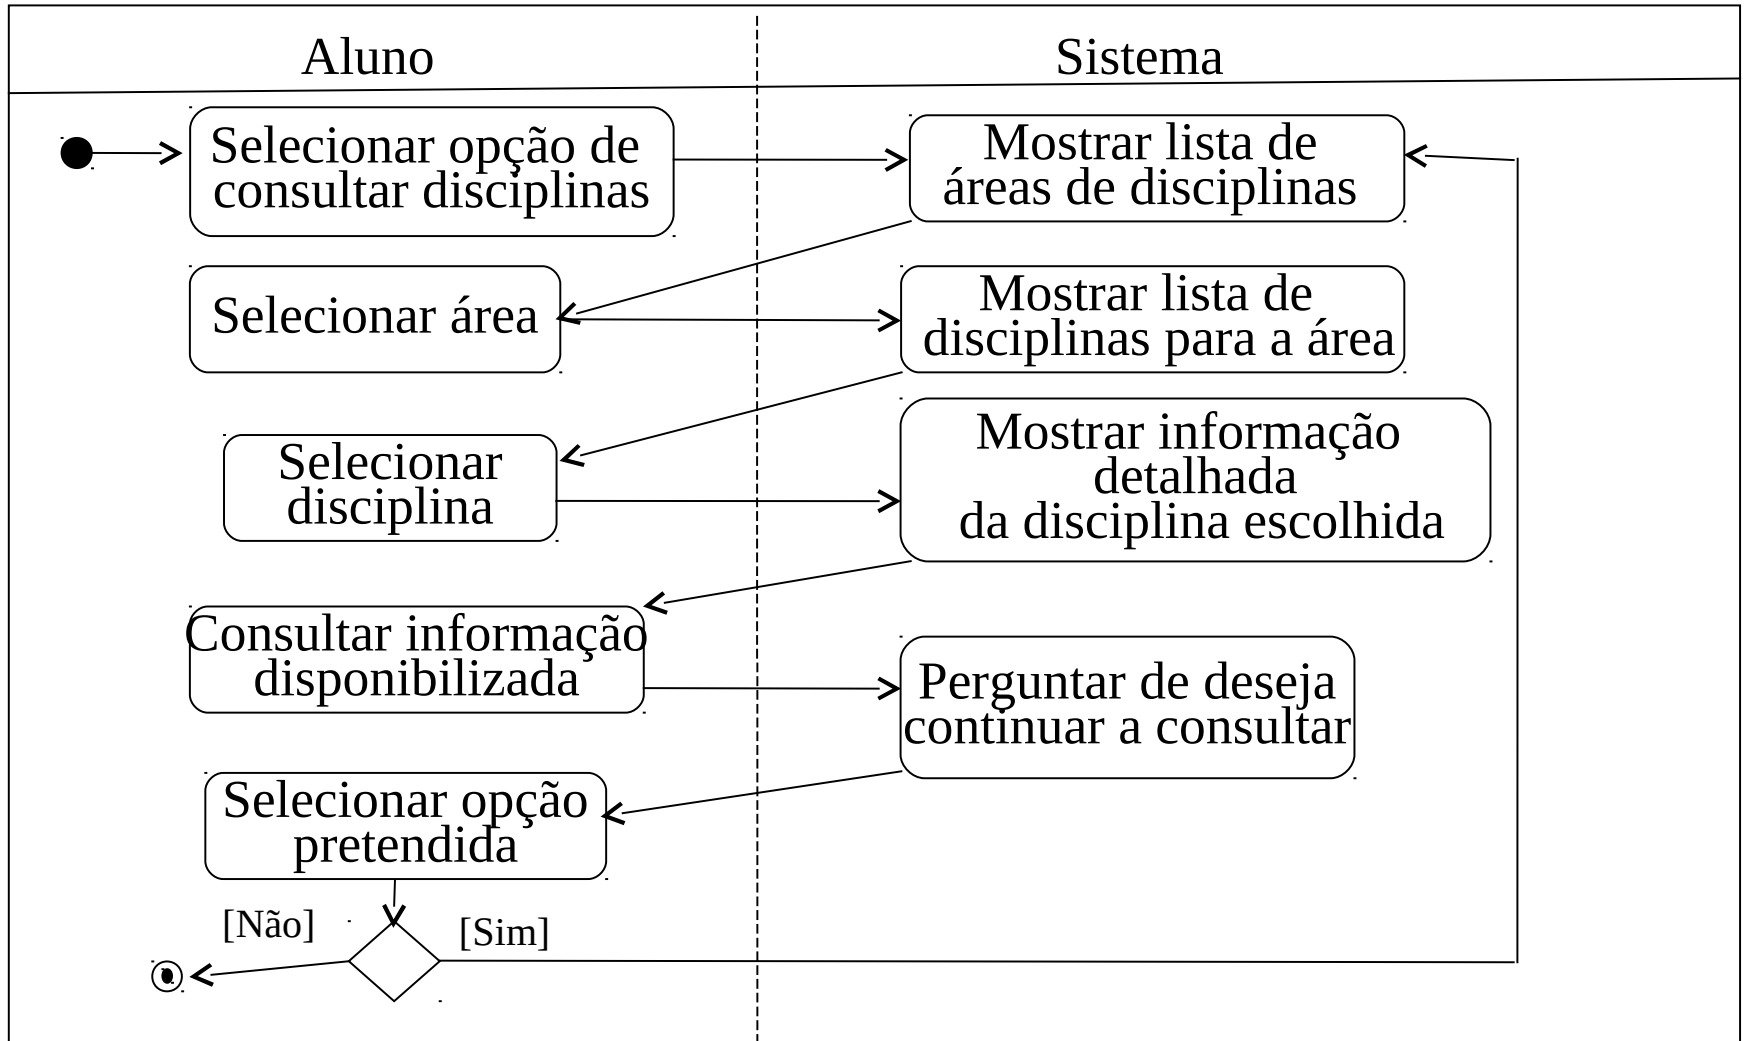 Aluno
Sistema
Selecionar opção de
consultar disciplinas
Mostrar lista de
áreas de disciplinas
Selecionar área
Mostrar lista de
disciplinas para a área
Selecionar
disciplina
Mostrar informação
detalhada
da disciplina escolhida
Consultar informação
disponibilizada
Perguntar de deseja
continuar a consultar
Selecionar opção
pretendida
[Não]
[Sim]